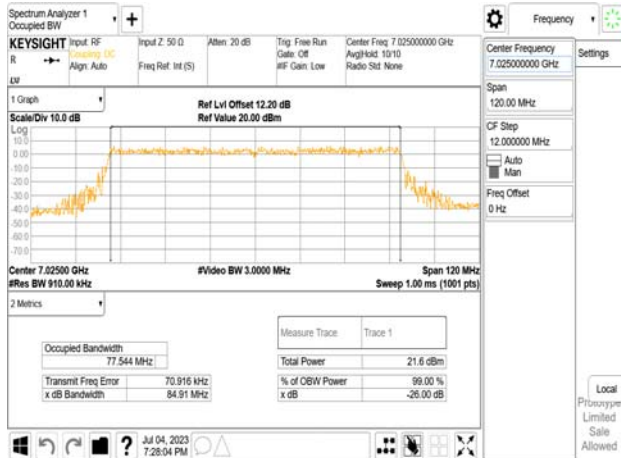 Spectrum Analyzer 1
Occupied BW
KEYSIGHT
R
Input: RF
Coupling: DC
Align: Auto
Input Z: 50 Ω
Freq Ref: Int (S)
Atten: 20 dB
Trig: Free Run
Gate: Off
#IF Gain: Low
Center Freq: 7.025000000 GHz
Avg|Hold: 10/10
Radio Std: None
1 Graph
Scale/Div 10.0 dB
Ref Lvl Offset 12.20 dB
Ref Value 20.00 dBm
Log
10.0
0.00
-10.0
-20.0
-30.0
-40.0
-50.0
-60.0
-70.0
Center 7.02500 GHz
#Res BW 910.00 kHz
#Video BW 3.0000 MHz
Span 120 MHz
Sweep 1.00 ms (1001 pts)
2 Metrics
Measure Trace
Trace 1
Occupied Bandwidth
77.544 MHz
Total Power
21.6 dBm
Transmit Freq Error
70.916 kHz
% of OBW Power
99.00 %
x dB Bandwidth
84.91 MHz
x dB
-26.00 dB
Jul 04, 2023
7:28:04 PM
Frequency
Center Frequency
7.025000000 GHz
Settings
Span
120.00 MHz
CF Step
12.000000 MHz
Auto
Man
Freq Offset
0 Hz
Local
Prototype
Limited
Sale
Allowed